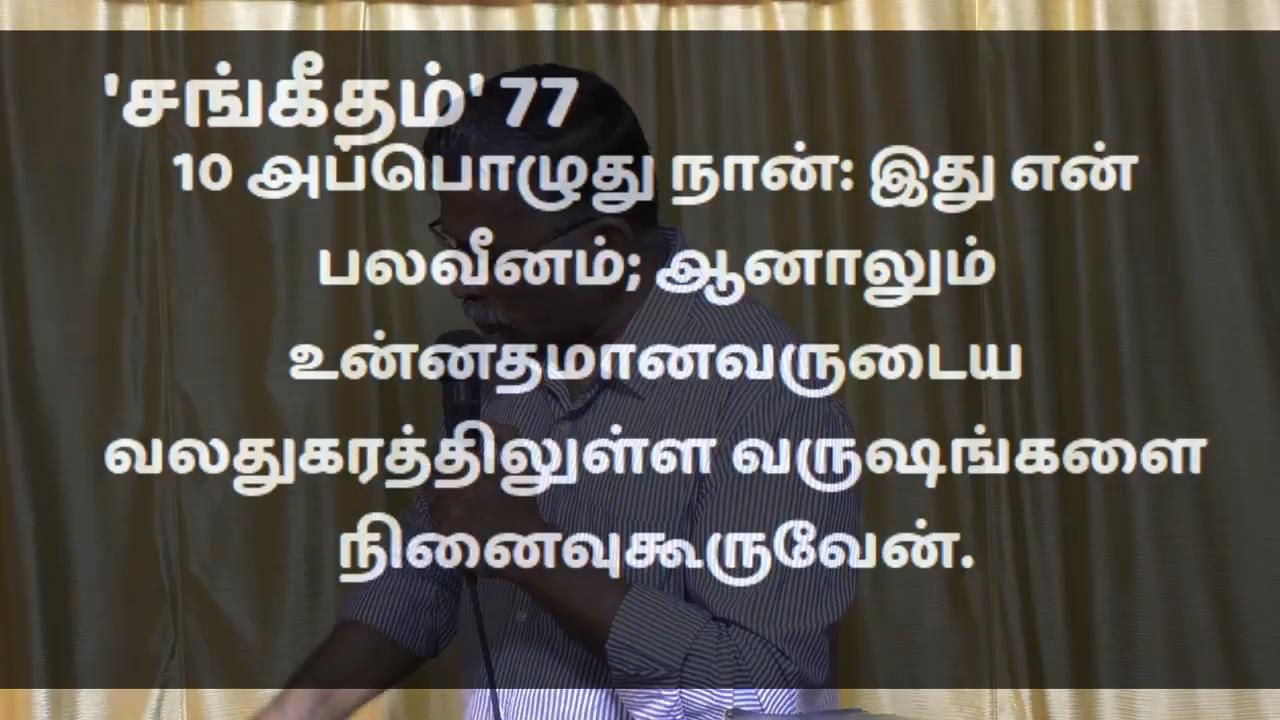 'சங்கீதம்' 77
10 அப்பொழுது நான்: இது என்
பலவீனம்; ஆனாலும்
உன்னதமானவருடைய
வலதுகரத்திலுள்ள வருஷங்களை
நினைவுகூருவேன்.